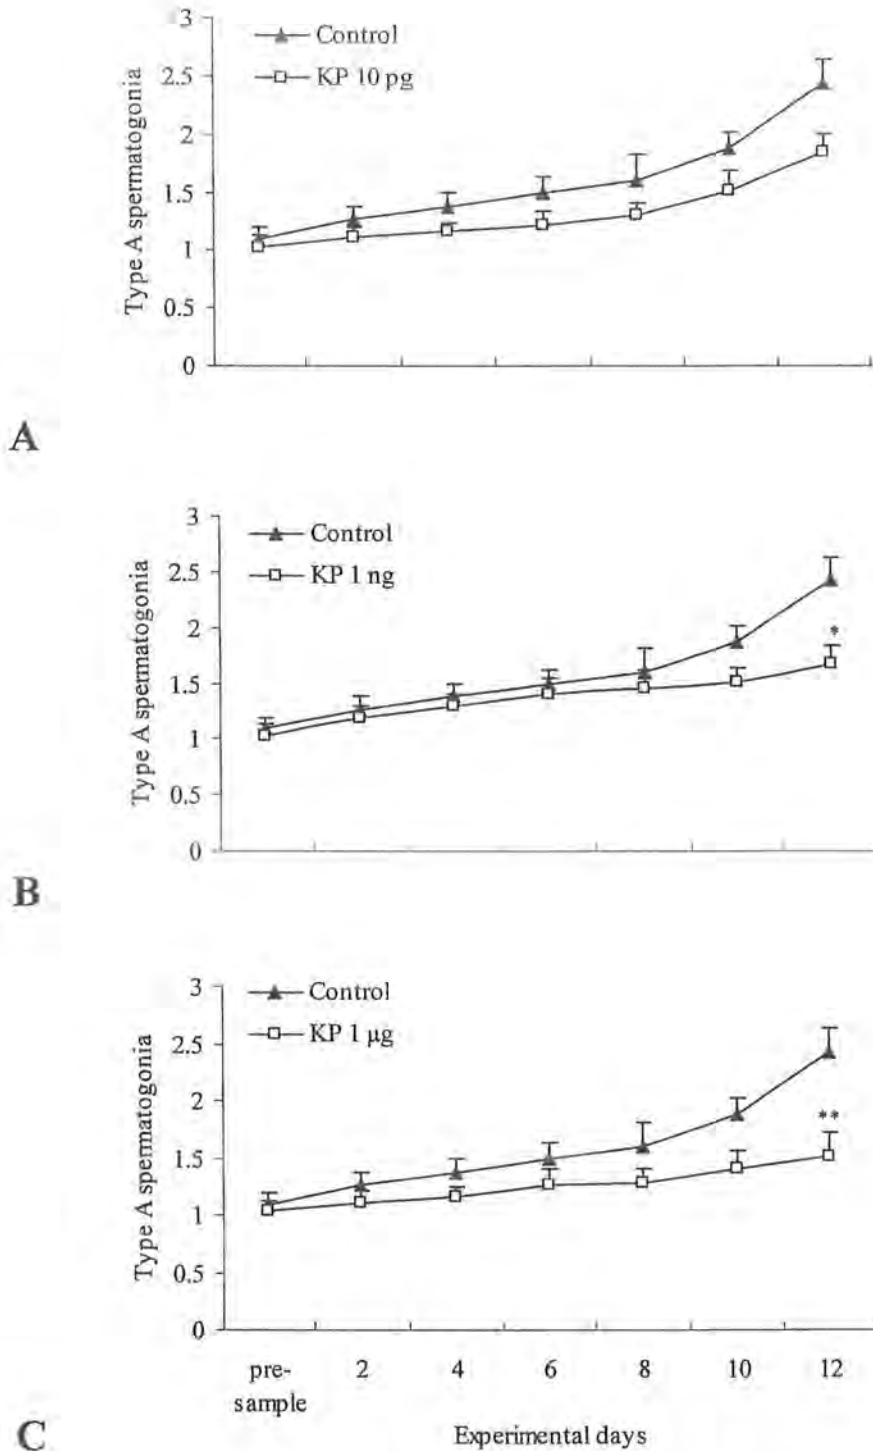 3
Control
KP 10 pg
2.5
2
1.5
1
0.5
0
Type A spermatogonia
A
3
Control
KP 1 ng
2.5
2
*
1.5
1
0.5
0
Type A spermatogonia
B
3
Control
KP 1 µg
2.5
2
**
1.5
1
0.5
0
Type A spermatogonia
pre-
sample
2
4
6
8
10
12
Experimental days
C